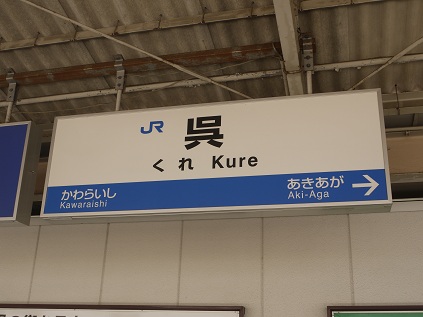 JR 呉
くれ Kure
かわらいし
Kawaraishi
あきあが →
Aki-Aga